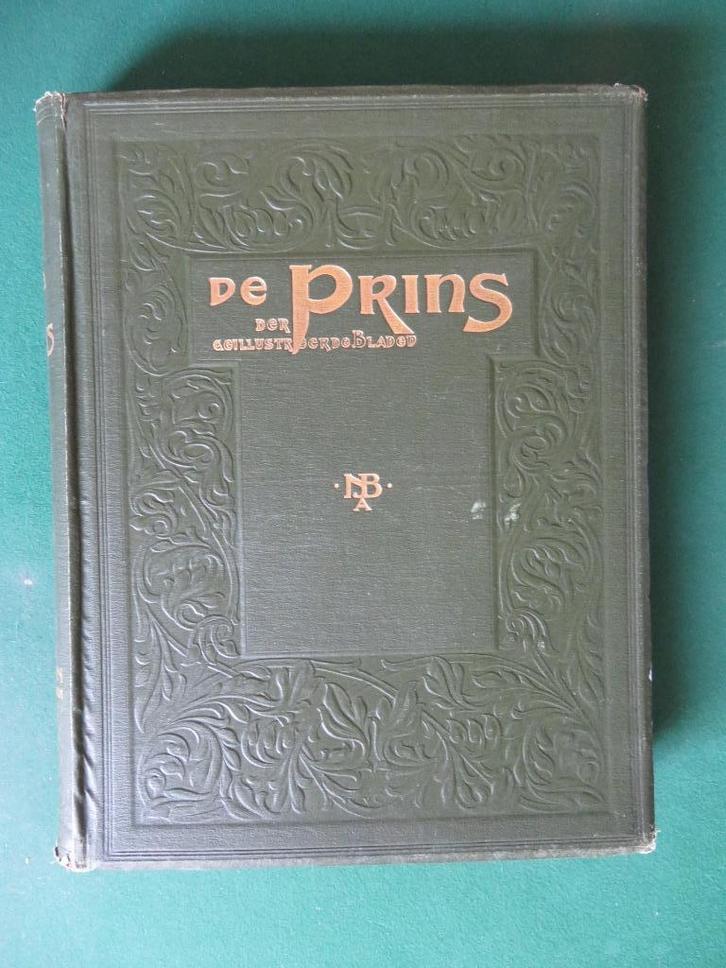 De Prins
der
geillustreerde Bladen
NBA